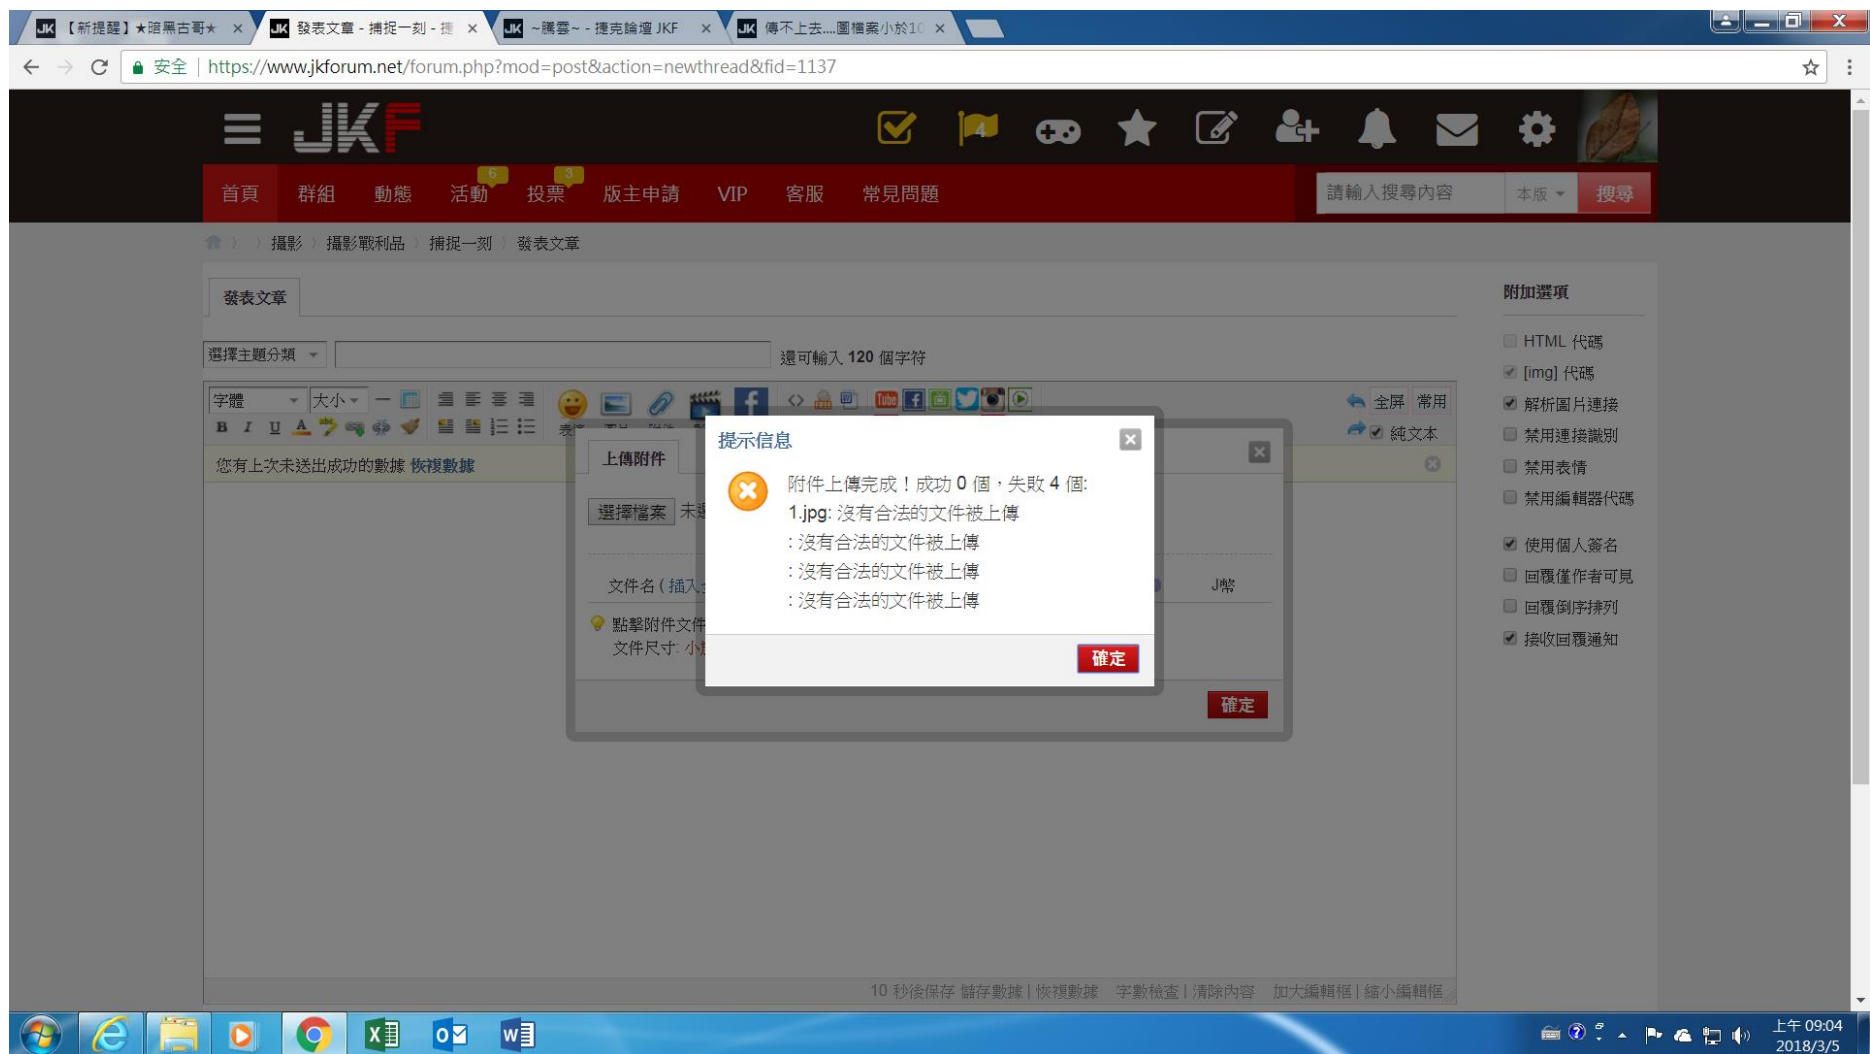 【新提醒】★暗黑古哥★
發表文章 - 捕捉一刻 - 捷
~騰雲~ - 捷克論壇 JKF
傳不上去....圖檔案小於10
安全 | https://www.jkforum.net/forum.php?mod=post&action=newthread&fid=1137
JKF
4
6
3
首頁 群組 動態 活動 投票 版主申請 VIP 客服 常見問題
請輸入搜尋內容 本版 搜尋
攝影 攝影戰利品 捕捉一刻 發表文章
發表文章
選擇主題分類
還可輸入 120 個字符
字體 大小
全屏 常用
B I U A
純文本
您有上次未送出成功的數據 恢複數據
上傳附件
選擇檔案
文件名 ( 插入
J幣
點擊附件文件
文件尺寸: 小
確定
提示信息
附件上傳完成！成功 0 個，失敗 4 個:
1.jpg: 沒有合法的文件被上傳
: 沒有合法的文件被上傳
: 沒有合法的文件被上傳
: 沒有合法的文件被上傳
確定
附加選項
HTML 代碼
[img] 代碼
解析圖片連接
禁用連接識別
禁用表情
禁用編輯器代碼
使用個人簽名
回覆僅作者可見
回覆倒序排列
接收回覆通知
10 秒後保存 儲存數據 | 恢複數據 字數檢查 | 清除內容 加大編輯框 | 縮小編輯框
上午 09:04
2018/3/5